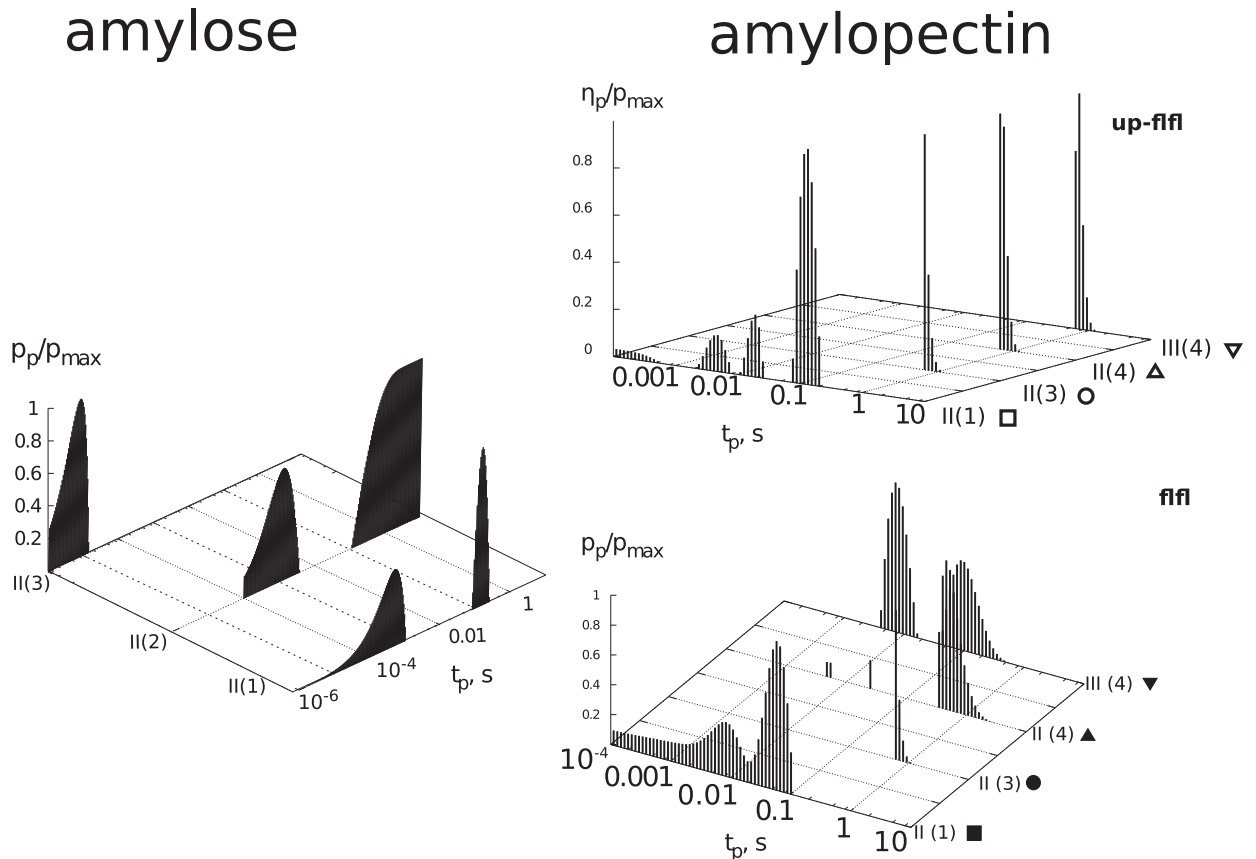 amylose
amylopectin
ηp/pmax
up-flfl
0.8
0.6
0.4
0.2
0
0.001
0.01
0.1
1
10
tp, s
II(1) □
II(3) ○
II(4) △
III(4) ▽
pp/pmax
1
0.8
0.6
0.4
0.2
II(3)
II(2)
II(1)
10-6
10-4
0.01
1
tp, s
flfl
pp/pmax
1
0.8
0.6
0.4
0.2
10-4
0.001
0.01
0.1
1
10
tp, s
II (1) ■
II (3) ●
II (4) ▲
III (4) ▼